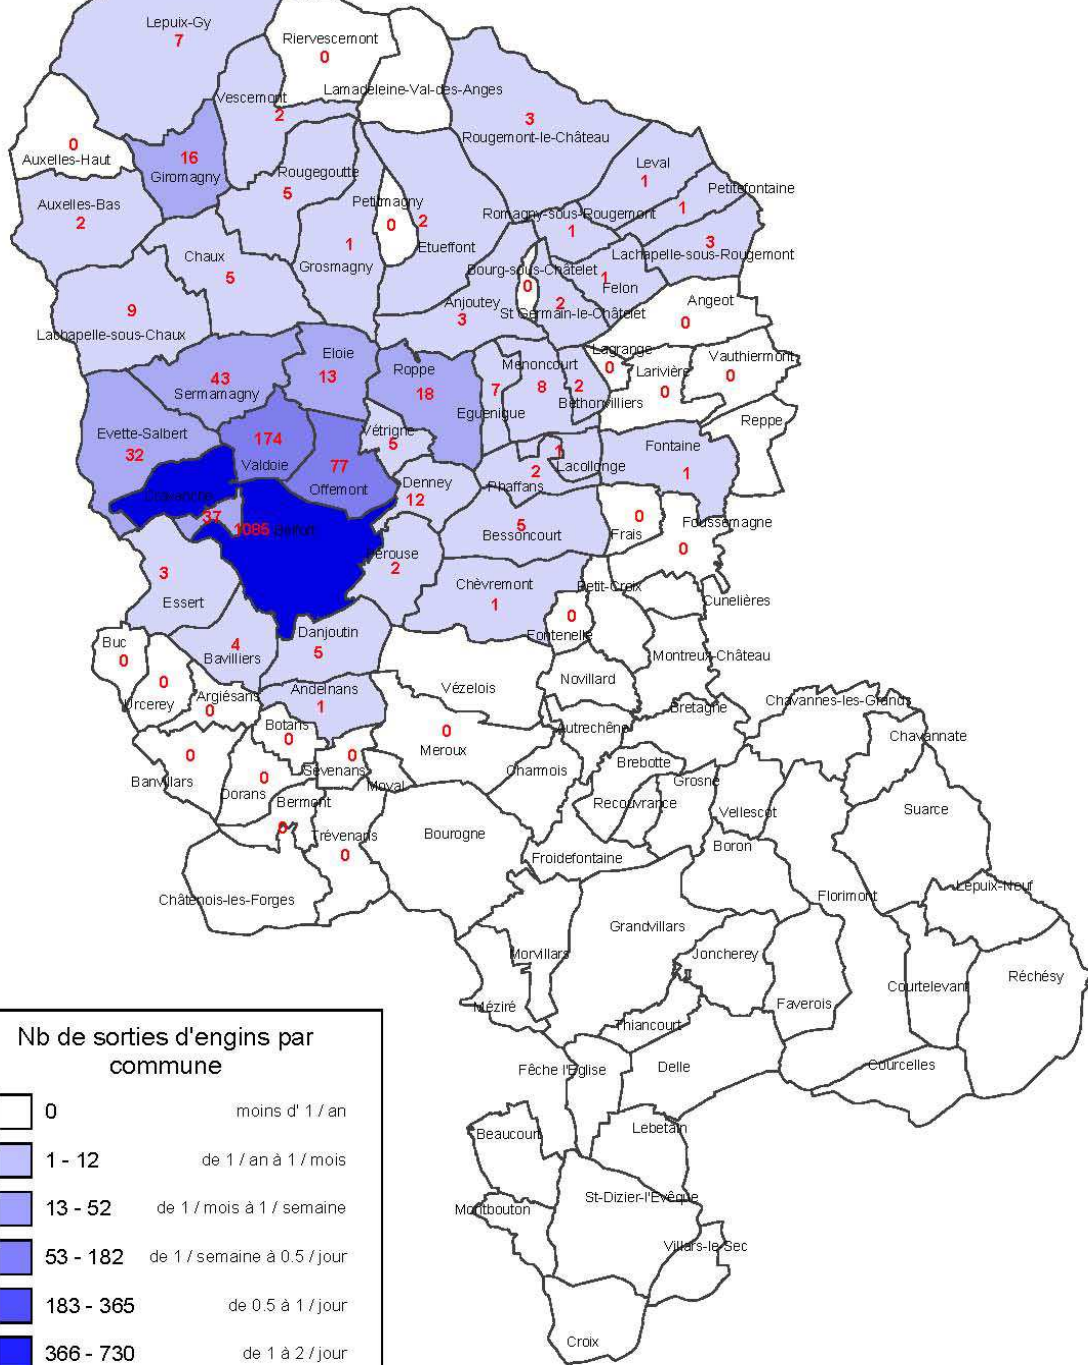 Lepuix-Gy
7
Riervescemont
0
Lamadeleine-Val-des-Anges
Vescemont
2
3
Rougemont-le-Château
0
Auxelles-Haut
16
Giromagny
Rougegoutte
5
Leval
1
Petitefontaine
1
Auxelles-Bas
2
Petitmagny
0
2
Etueffont
Romagny-sous-Rougemont
1
3
Lachapelle-sous-Rougemont
Chaux
5
1
Grosmagny
Bourg-sous-Châtelet
0
1
Felon
9
Lachapelle-sous-Chaux
Anjoutey
3
2
St Germain-le-Châtelet
Angeot
0
Eloie
13
Roppe
18
Menoncourt
8
7
Eguenigue
2
Bethonvilliers
Lagrange
0
Larivière
0
Vauthiermont
0
43
Sermamagny
Reppe
Evette-Salbert
32
174
Valdoie
77
Offemont
Vétrigne
5
1
Lacollonge
2
Phaffans
Fontaine
1
Denney
12
Cravanche
37
1085
Belfort
5
Bessoncourt
0
Frais
Foussemagne
0
Pérouse
2
3
Essert
Chèvremont
1
Petit-Croix
0
Fontenelle
Cunelières
Buc
0
4
Bavilliers
Danjoutin
5
Montreux-Château
0
Urcerey
Argiésans
0
Andelnans
1
Vézelois
Novillard
Bretagne
Chavannes-les-Grands
Chavannate
Botans
0
0
Meroux
Autrechêne
0
Banvillars
0
Sévenans
Moval
Charmois
Brebotte
Grosne
0
Dorans
Bermont
0
Recouvrance
Vellescot
Suarce
Trévenans
0
Bourogne
Froidefontaine
Boron
Lepuix-Neuf
Châtenois-les-Forges
Florimont
Grandvillars
Morvillars
Joncherey
Courtelevant
Réchésy
Méziré
Faverois
Thiancourt
Fêche l'Eglise
Delle
Courcelles
Beaucourt
Lebetain
Montbouton
St-Dizier-l'Evêque
Villars-le-Sec
Croix
Nb de sorties d'engins par
commune
0 moins d' 1 / an
1 - 12 de 1 / an à 1 / mois
13 - 52 de 1 / mois à 1 / semaine
53 - 182 de 1 / semaine à 0.5 / jour
183 - 365 de 0.5 à 1 / jour
366 - 730 de 1 à 2 / jour